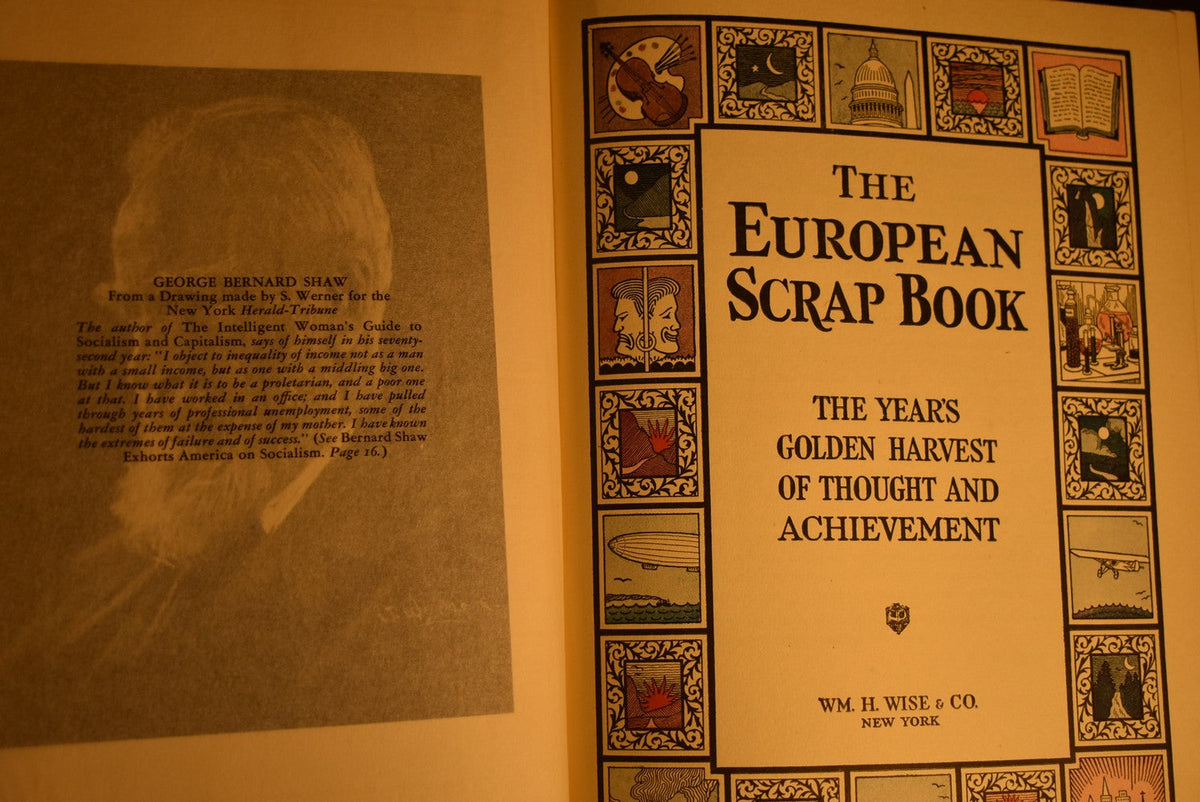 GEORGE BERNARD SHAW
From a Drawing made by S. Werner for the
New York Herald-Tribune
The author of The Intelligent Woman's Guide to
Socialism and Capitalism, says of himself in his seventy-
second year: "I object to inequality of income not as a man
with a small income, but as one with a middling big one.
But I know what it is to be a proletarian, and a poor one
at that. I have worked in an office; and I have pulled
through years of professional unemployment, some of the
hardest of them at the expense of my mother. I have known
the extremes of failure and of success." (See Bernard Shaw
Exhorts America on Socialism. Page 16.)
THE
EUROPEAN
SCRAP BOOK
THE YEAR'S
GOLDEN HARVEST
OF THOUGHT AND
ACHIEVEMENT
WM. H. WISE & CO.
NEW YORK